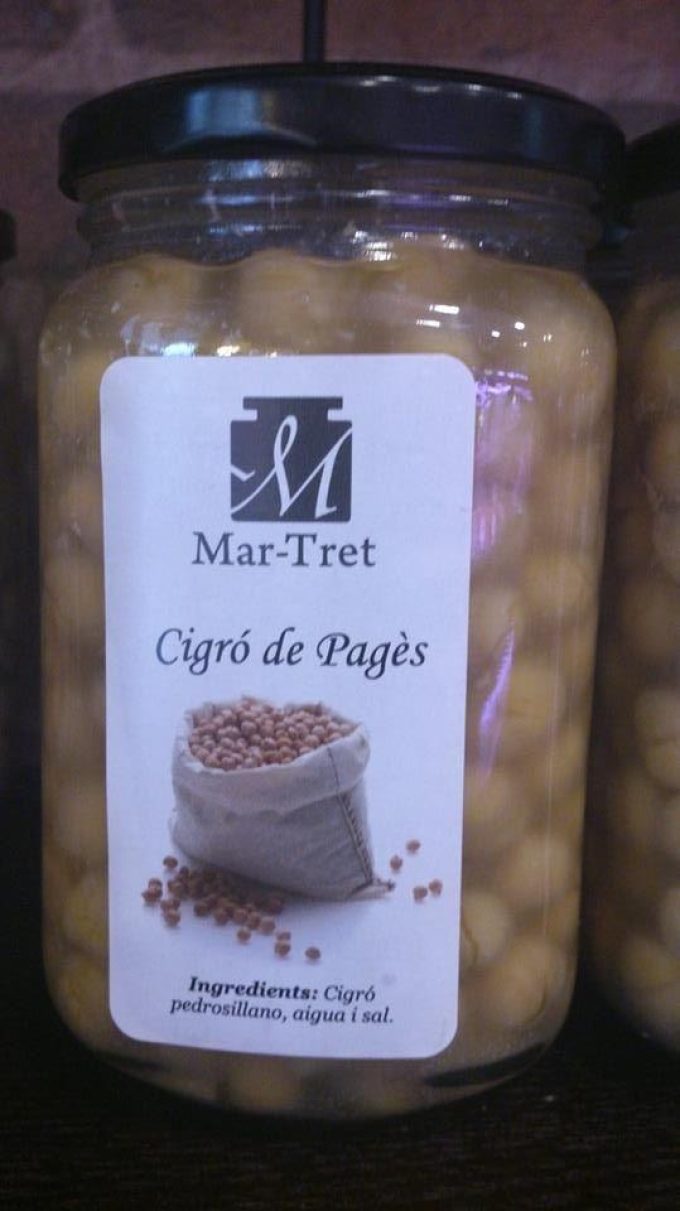 M
Mar-Tret
Cigró de Pagès
Ingredients: Cigró
pedrosillano, aigua i sal.